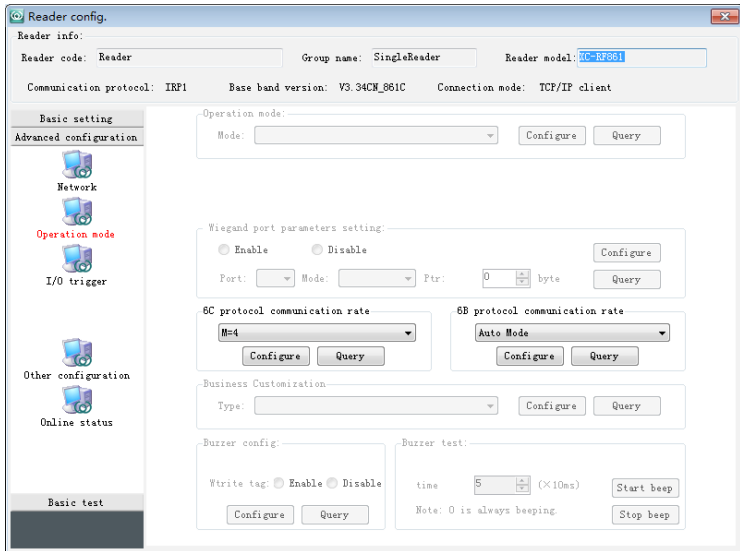 Reader config.
Reader info:
Reader code: Reader Group name: SingleReader Reader model: XC-RF861
Communication protocol: IRP1 Base band version: V3.34CN_861C Connection mode: TCP/IP client
Basic setting
Advanced configuration
Network
Operation mode
I/O trigger
Other configuration
Online status
Basic test
Operation mode:
Mode: Configure Query
Wiegand port parameters setting:
Enable Disable Configure
Port: Mode: Ptr: 0 byte Query
6C protocol communication rate
M=4
Configure Query
6B protocol communication rate
Auto Mode
Configure Query
Business Customization
Type: Configure Query
Buzzer config:
Wtrite tag: Enable Disable
Configure Query
Buzzer test:
time 5 (×10ms) Start beep
Note: 0 is always beeping. Stop beep